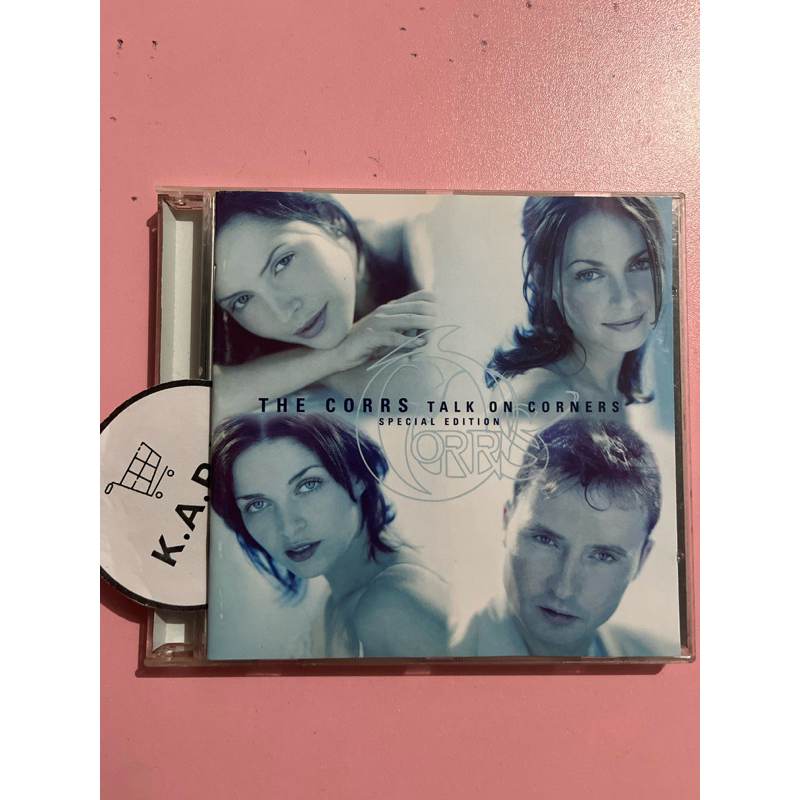 THE CORRS TALK ON CORNERS
SPECIAL EDITION
CORRS
K.A.